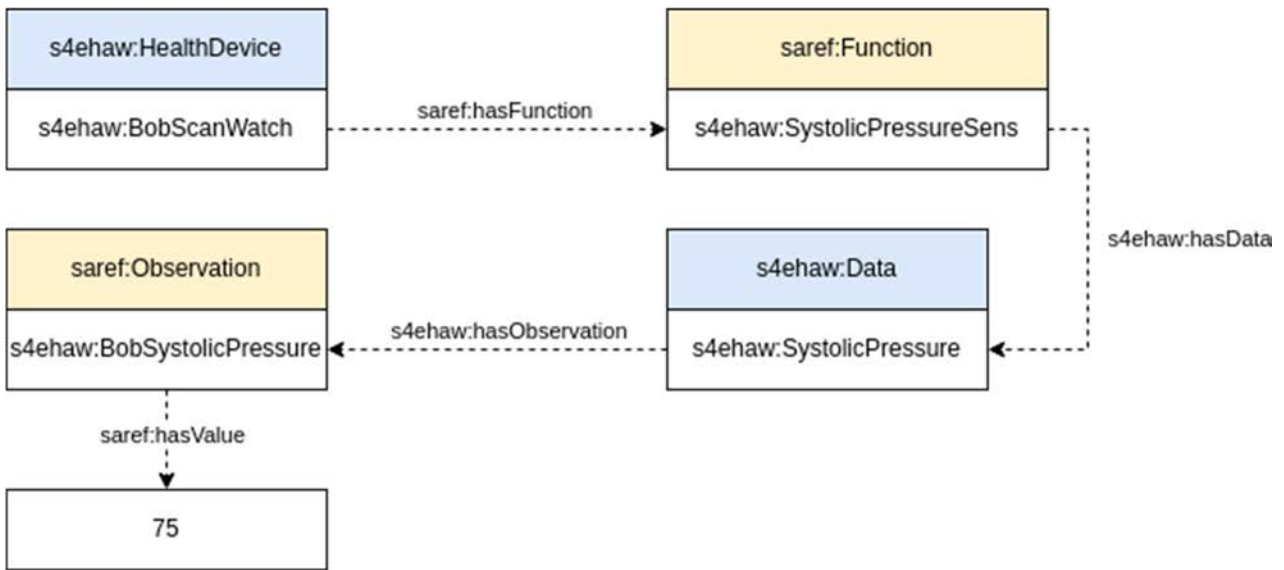 s4ehaw:HealthDevice
saref:Function
s4ehaw:BobScanWatch
saref:hasFunction
s4ehaw:SystolicPressureSens
s4ehaw:hasData
saref:Observation
s4ehaw:Data
s4ehaw:BobSystolicPressure
s4ehaw:hasObservation
s4ehaw:SystolicPressure
saref:hasValue
75